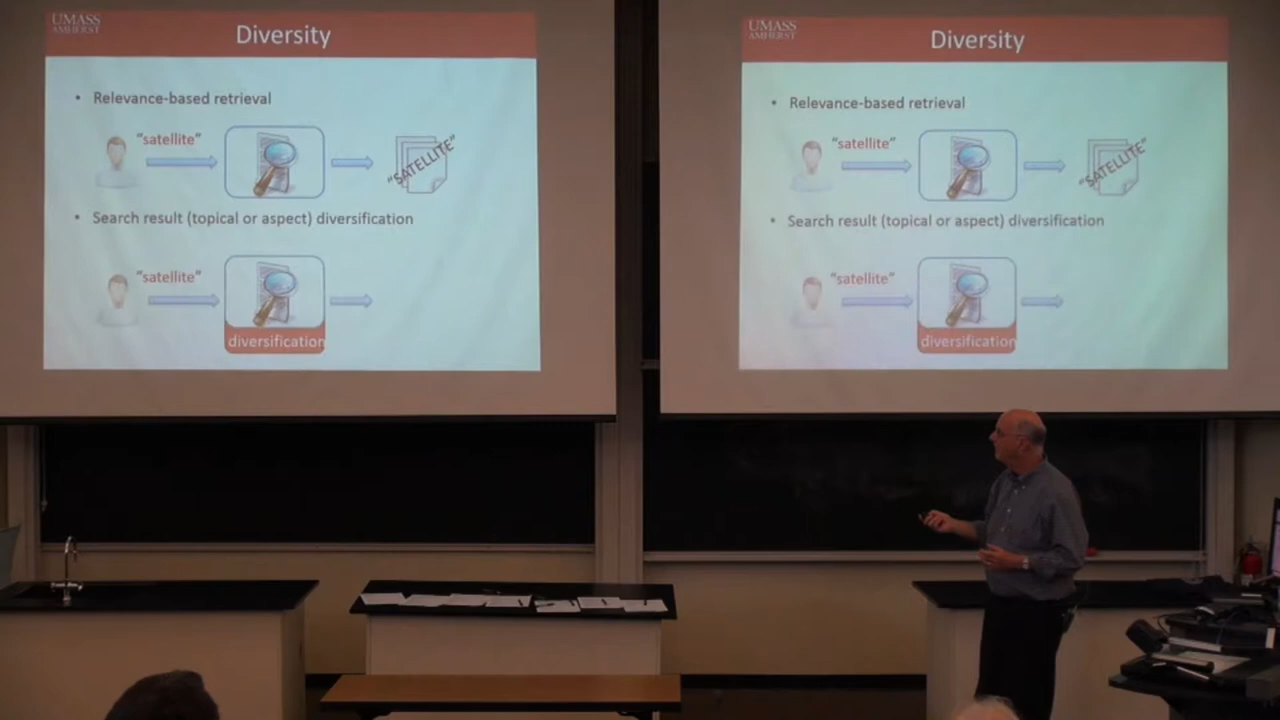 UMASS
AMHERST
Diversity
• Relevance-based retrieval
"satellite"
"SATELLITE"
• Search result (topical or aspect) diversification
"satellite"
diversification
UMASS
AMHERST
Diversity
• Relevance-based retrieval
"satellite"
"SATELLITE"
• Search result (topical or aspect) diversification
"satellite"
diversification